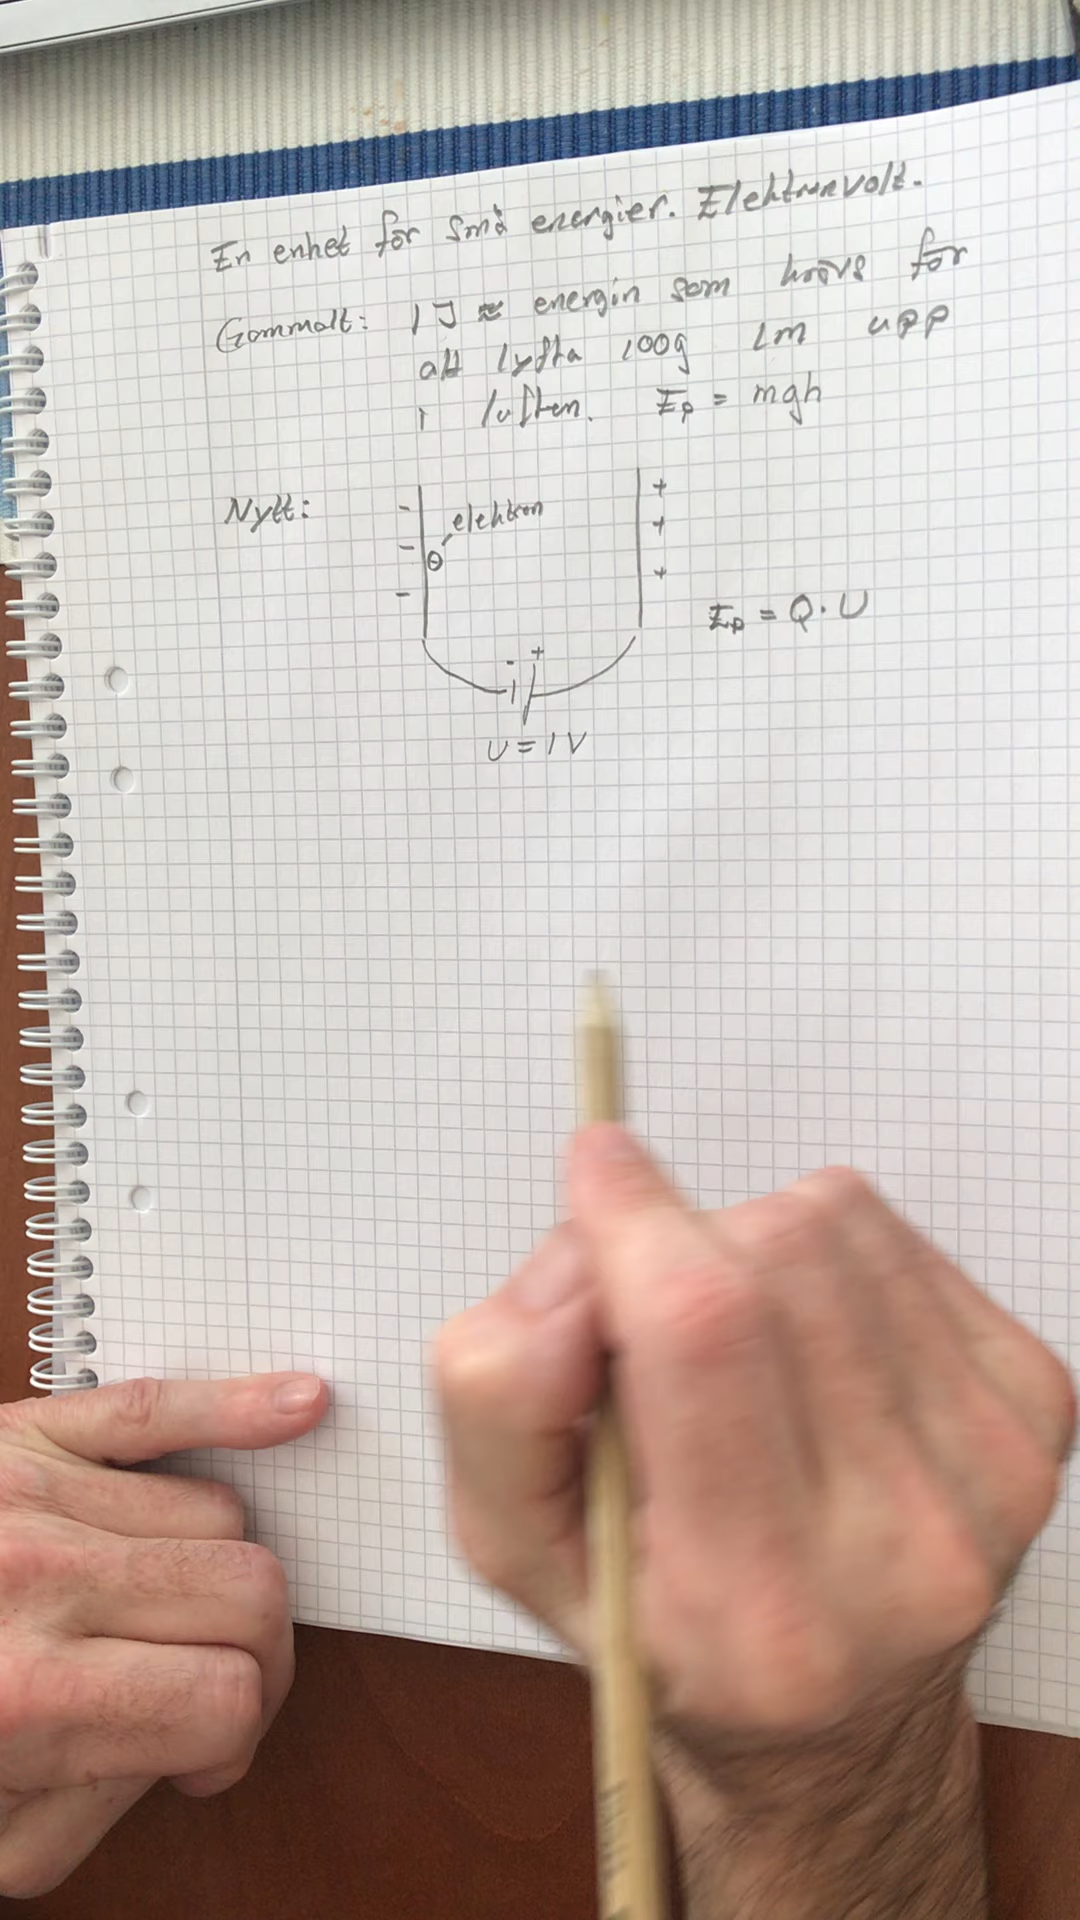 En enhet för små energier. Elektronvolt.
Gammalt: 1 J ≈ energin som krävs för
att lyfta 100g 1m upp
i luften. Ep = mgh
Nytt:
- elektron +
- ⊖ +
- +
Ep = Q·U
- +
U = 1 V